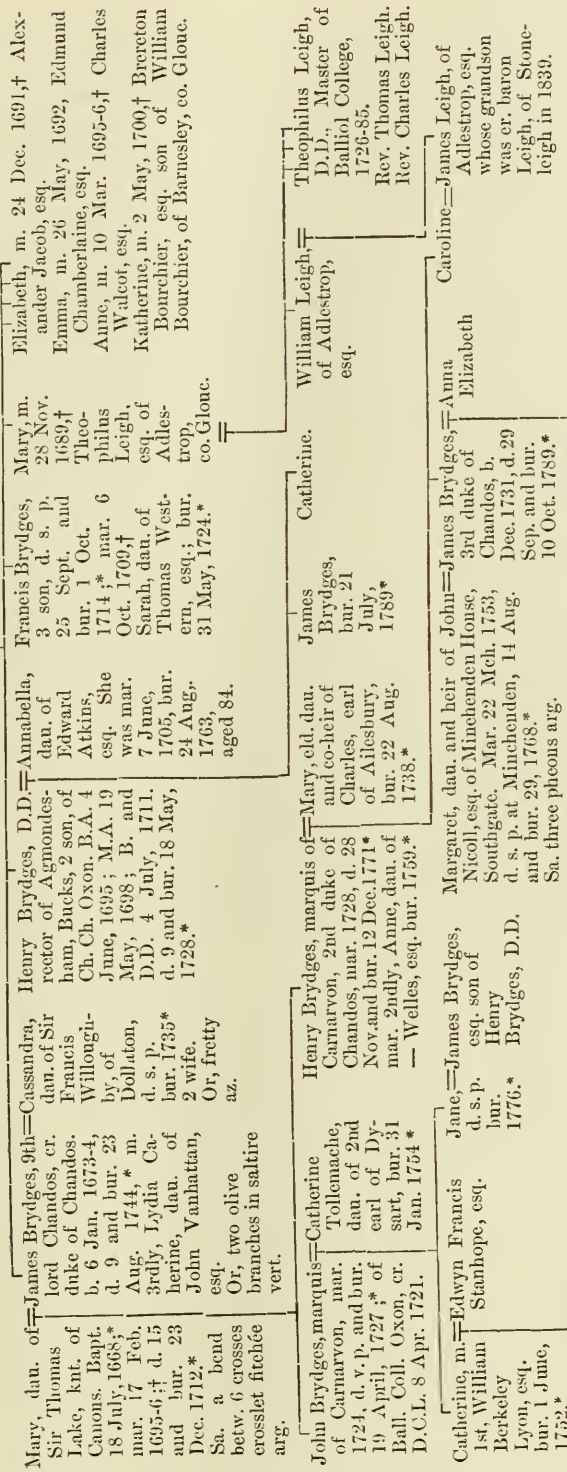 Mary, dau. of
Sir Thomas
Lake, knt. of
Canons. Bapt.
18 July, 1668;*
mar. 17 Feb.
1695-6;† d. 15
and bur. 23
Dec. 1712.*
Sa. a bend
betw. 6 crosses
crosslet fitchée
arg.
James Brydges, 9th
lord Chandos, cr.
duke of Chandos.
b. 6 Jan. 1673-4,
d. 9 and bur. 23
Aug. 1744,* m.
3rdly, Lydia Ca-
herine, dau. of
John Vanhattan,
esq.
Or, two olive
branches in saltire
vert.
Cassandra,
dau. of Sir
Francis
Willough-
by, of
d. s. p.
bur. 1735*
2 wife.
Or, fretty
az.
Henry Brydges, D.D.
rector of Agmondes-
ham, Bucks, 2 son, of
Ch. Ch. Oxon. B.A. 4
June, 1695; M.A. 19
May, 1698; B. and
D.D. 4 July, 1711.
d. 9 and bur. 18 May,
1728.*
Annabella,
dau. of
Edward
Atkins,
esq. She
was mar.
7 June,
1705, bur.
24 Aug.
1763,
aged 84.
Francis Brydges,
3 son, d. s. p.
25 Sept. and
bur. 1 Oct.
1714;* mar. 6
Oct. 1709,†
Sarah, dau. of
Thomas West-
ern, esq.; bur.
31 May, 1724.*
Mary, m.
28 Nov.
1689,†
Theo-
philus
Leigh,
esq. of
Adles-
trop,
co. Glouc.
Elizabeth, m. 24 Dec. 1691,† Alex-
ander Jacob, esq.
Emma, m. 26 May, 1692, Edmund
Chamberlaine, esq.
Anne, m. 10 Mar. 1695-6,† Charles
Walcot, esq.
Katherine, m. 2 May, 1700,† Brereton
Bourchier, esq. son of William
Bourchier, of Barnesley, co. Glouc.
John Brydges, marquis
of Carnarvon, mar.
1724, d. v. p. and bur.
19 April, 1727;* of
Ball. Coll. Oxon, cr.
D.C.L. 8 Apr. 1721.
Catherine
Tollemache,
dau. of 2nd
earl of Dy-
sart, bur. 31
Jan. 1754 *
Henry Brydges, marquis of
Carnarvon, 2nd duke of
Chandos, mar. 1728, d. 28
Nov. and bur. 12 Dec. 1771*
mar. 2ndly, Anne, dau. of
— Welles, esq. bur. 1759.*
Mary, eld. dau.
and co-heir of
Charles, earl
of Ailesbury,
bur. 22 Aug.
1738.*
James
Brydges,
bur. 21
July,
1789*
Catherine.
William Leigh,
of Adlestrop,
esq.
Theophilus Leigh,
D.D., Master of
Balliol College,
1726-85.
Rev. Thomas Leigh.
Rev. Charles Leigh.
Catherine, m.
1st, William
Berkeley
Lyon, esq.
bur. 1 June,
1752.*
Edwyn Francis
Stanhope, esq.
Jane,
d. s. p.
bur.
1776.*
James Brydges,
esq. son of
Henry
Brydges, D.D.
Margaret, dau. and heir of John
Nicoll, esq. of Minchenden House,
Southgate. Mar. 22 Mch. 1753,
d. s. p. at Minchenden, 14 Aug.
and bur. 29, 1768.*
Sa. three pheons arg.
James Brydges,
3rd duke of
Chandos, b.
Dec. 1731, d. 29
Sep. and bur.
10 Oct. 1789.*
Anna
Elizabeth
Caroline
James Leigh, of
Adlestrop, esq.
whose grandson
was cr. baron
Leigh, of Stone-
leigh in 1839.